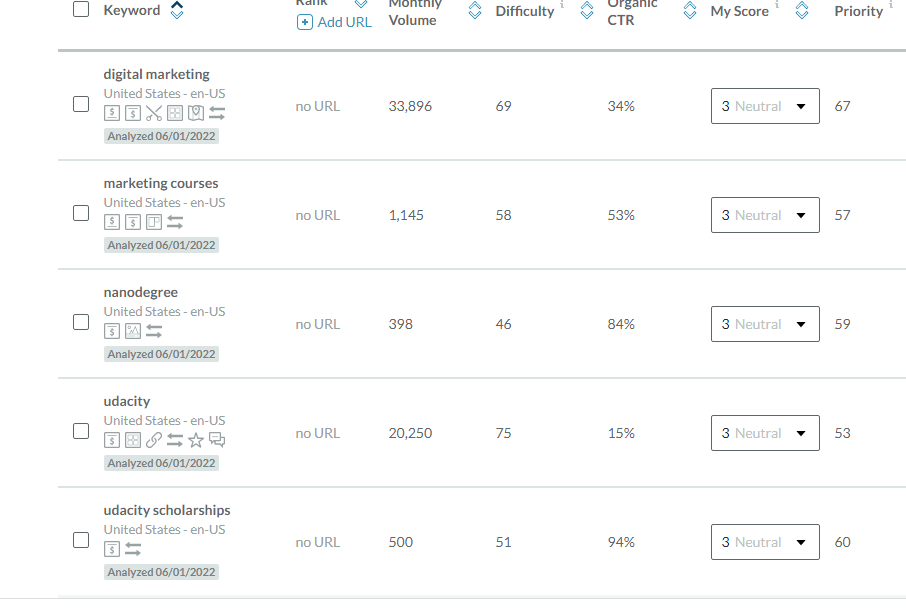 Keyword
Rank
Add URL
Monthly
Volume
Difficulty
Organic
CTR
My Score
Priority
digital marketing
United States - en-US
Analyzed 06/01/2022
no URL
33,896
69
34%
3 Neutral
67
marketing courses
United States - en-US
Analyzed 06/01/2022
no URL
1,145
58
53%
3 Neutral
57
nanodegree
United States - en-US
Analyzed 06/01/2022
no URL
398
46
84%
3 Neutral
59
udacity
United States - en-US
Analyzed 06/01/2022
no URL
20,250
75
15%
3 Neutral
53
udacity scholarships
United States - en-US
Analyzed 06/01/2022
no URL
500
51
94%
3 Neutral
60